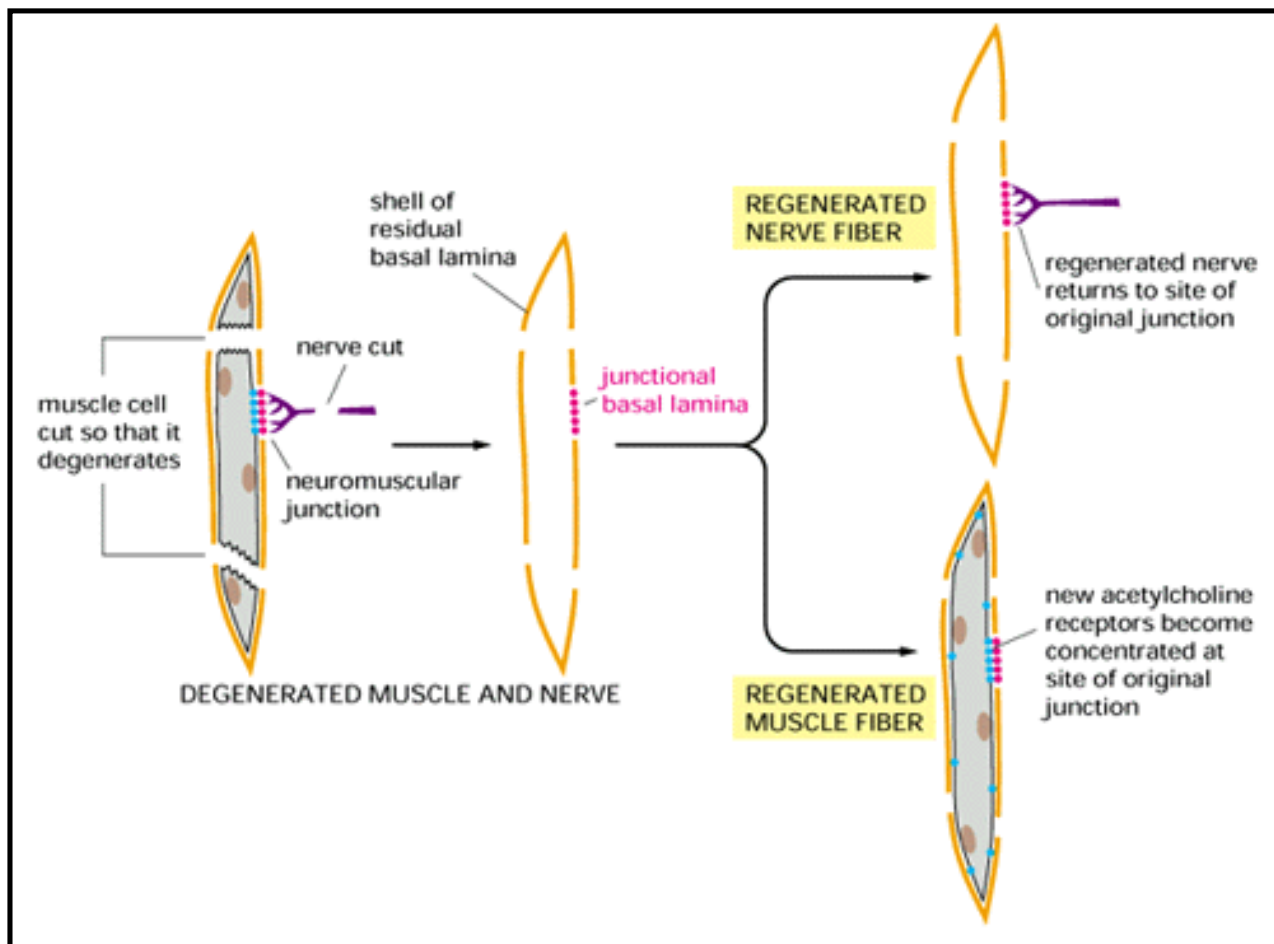 shell of
residual
basal lamina
nerve cut
muscle cell
cut so that it
degenerates
neuromuscular
junction
DEGENERATED MUSCLE AND NERVE
junctional
basal lamina
REGENERATED
NERVE FIBER
regenerated nerve
returns to site of
original junction
REGENERATED
MUSCLE FIBER
new acetylcholine
receptors become
concentrated at
site of original
junction